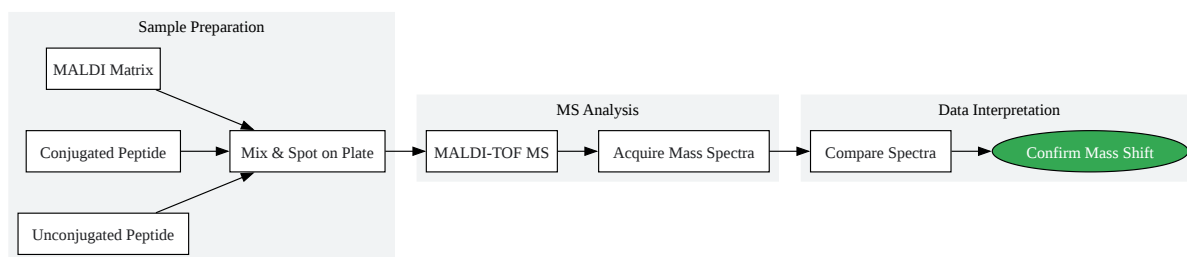 Sample Preparation
MALDI Matrix
Conjugated Peptide
Unconjugated Peptide
Mix & Spot on Plate
MS Analysis
MALDI-TOF MS
Acquire Mass Spectra
Data Interpretation
Compare Spectra
Confirm Mass Shift